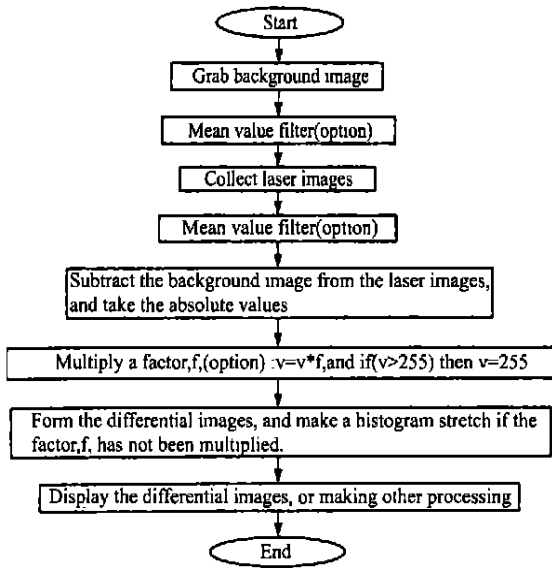 Start
Grab background image
Mean value filter(option)
Collect laser images
Mean value filter(option)
Subtract the background image from the laser images,
and take the absolute values
Multiply a factor,f,(option) :v=v*f,and if(v>255) then v=255
Form the differential images, and make a histogram stretch if the
factor,f, has not been multiplied.
Display the differential images, or making other processing
End